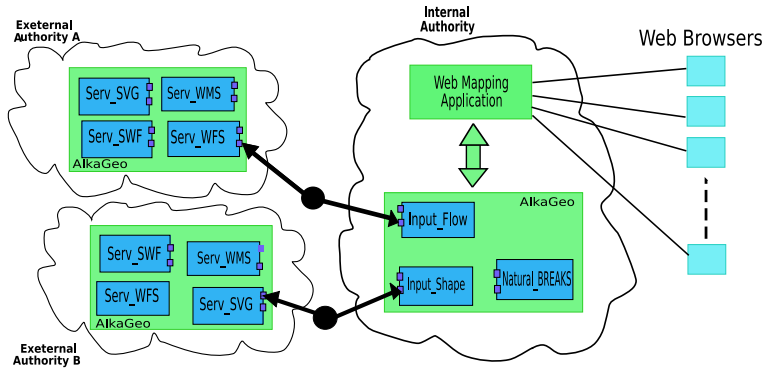 Exeternal
Authority A
Serv_SVG
Serv_WMS
Serv_SWF
Serv_WFS
AlkaGeo
Serv_SWF
Serv_WMS
Serv_WFS
Serv_SVG
AlkaGeo
Exeternal
Authority B
Internal
Authority
Web Mapping
Application
AlkaGeo
Input_Flow
Input_Shape
Natural_BREAKS
Web Browsers